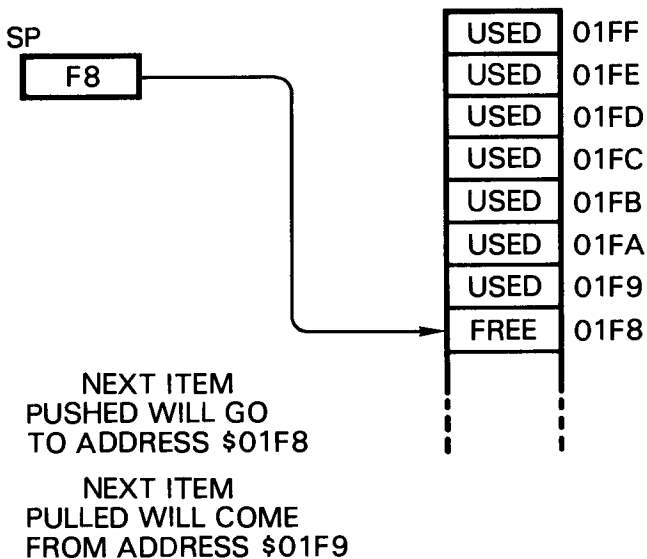 SP
F8
USED 01FF
USED 01FE
USED 01FD
USED 01FC
USED 01FB
USED 01FA
USED 01F9
FREE 01F8
NEXT ITEM
PUSHED WILL GO
TO ADDRESS $01F8
NEXT ITEM
PULLED WILL COME
FROM ADDRESS $01F9